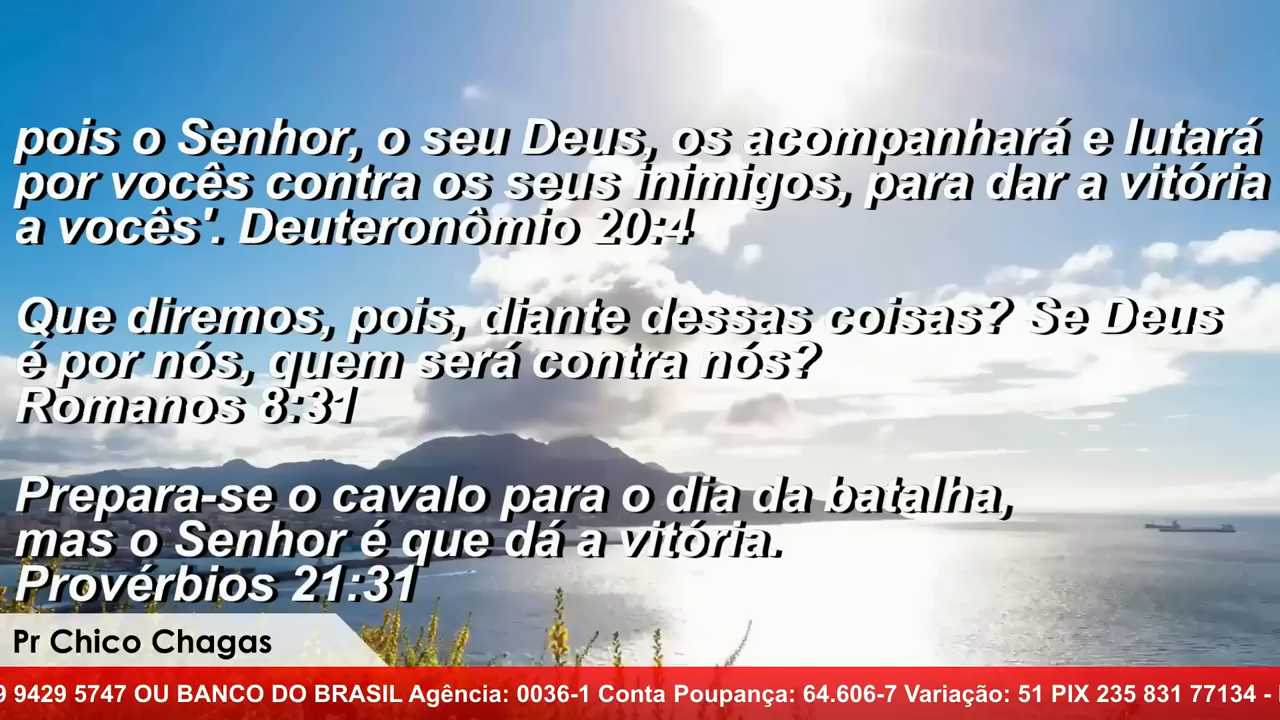 pois o Senhor, o seu Deus, os acompanhará e lutará
por vocês contra os seus inimigos, para dar a vitória
a vocês'. Deuteronômio 20:4
Que diremos, pois, diante dessas coisas? Se Deus
é por nós, quem será contra nós?
Romanos 8:31
Prepara-se o cavalo para o dia da batalha,
mas o Senhor é que dá a vitória.
Provérbios 21:31
Pr Chico Chagas
9 9429 5747 OU BANCO DO BRASIL Agência: 0036-1 Conta Poupança: 64.606-7 Variação: 51 PIX 235 831 77134 -